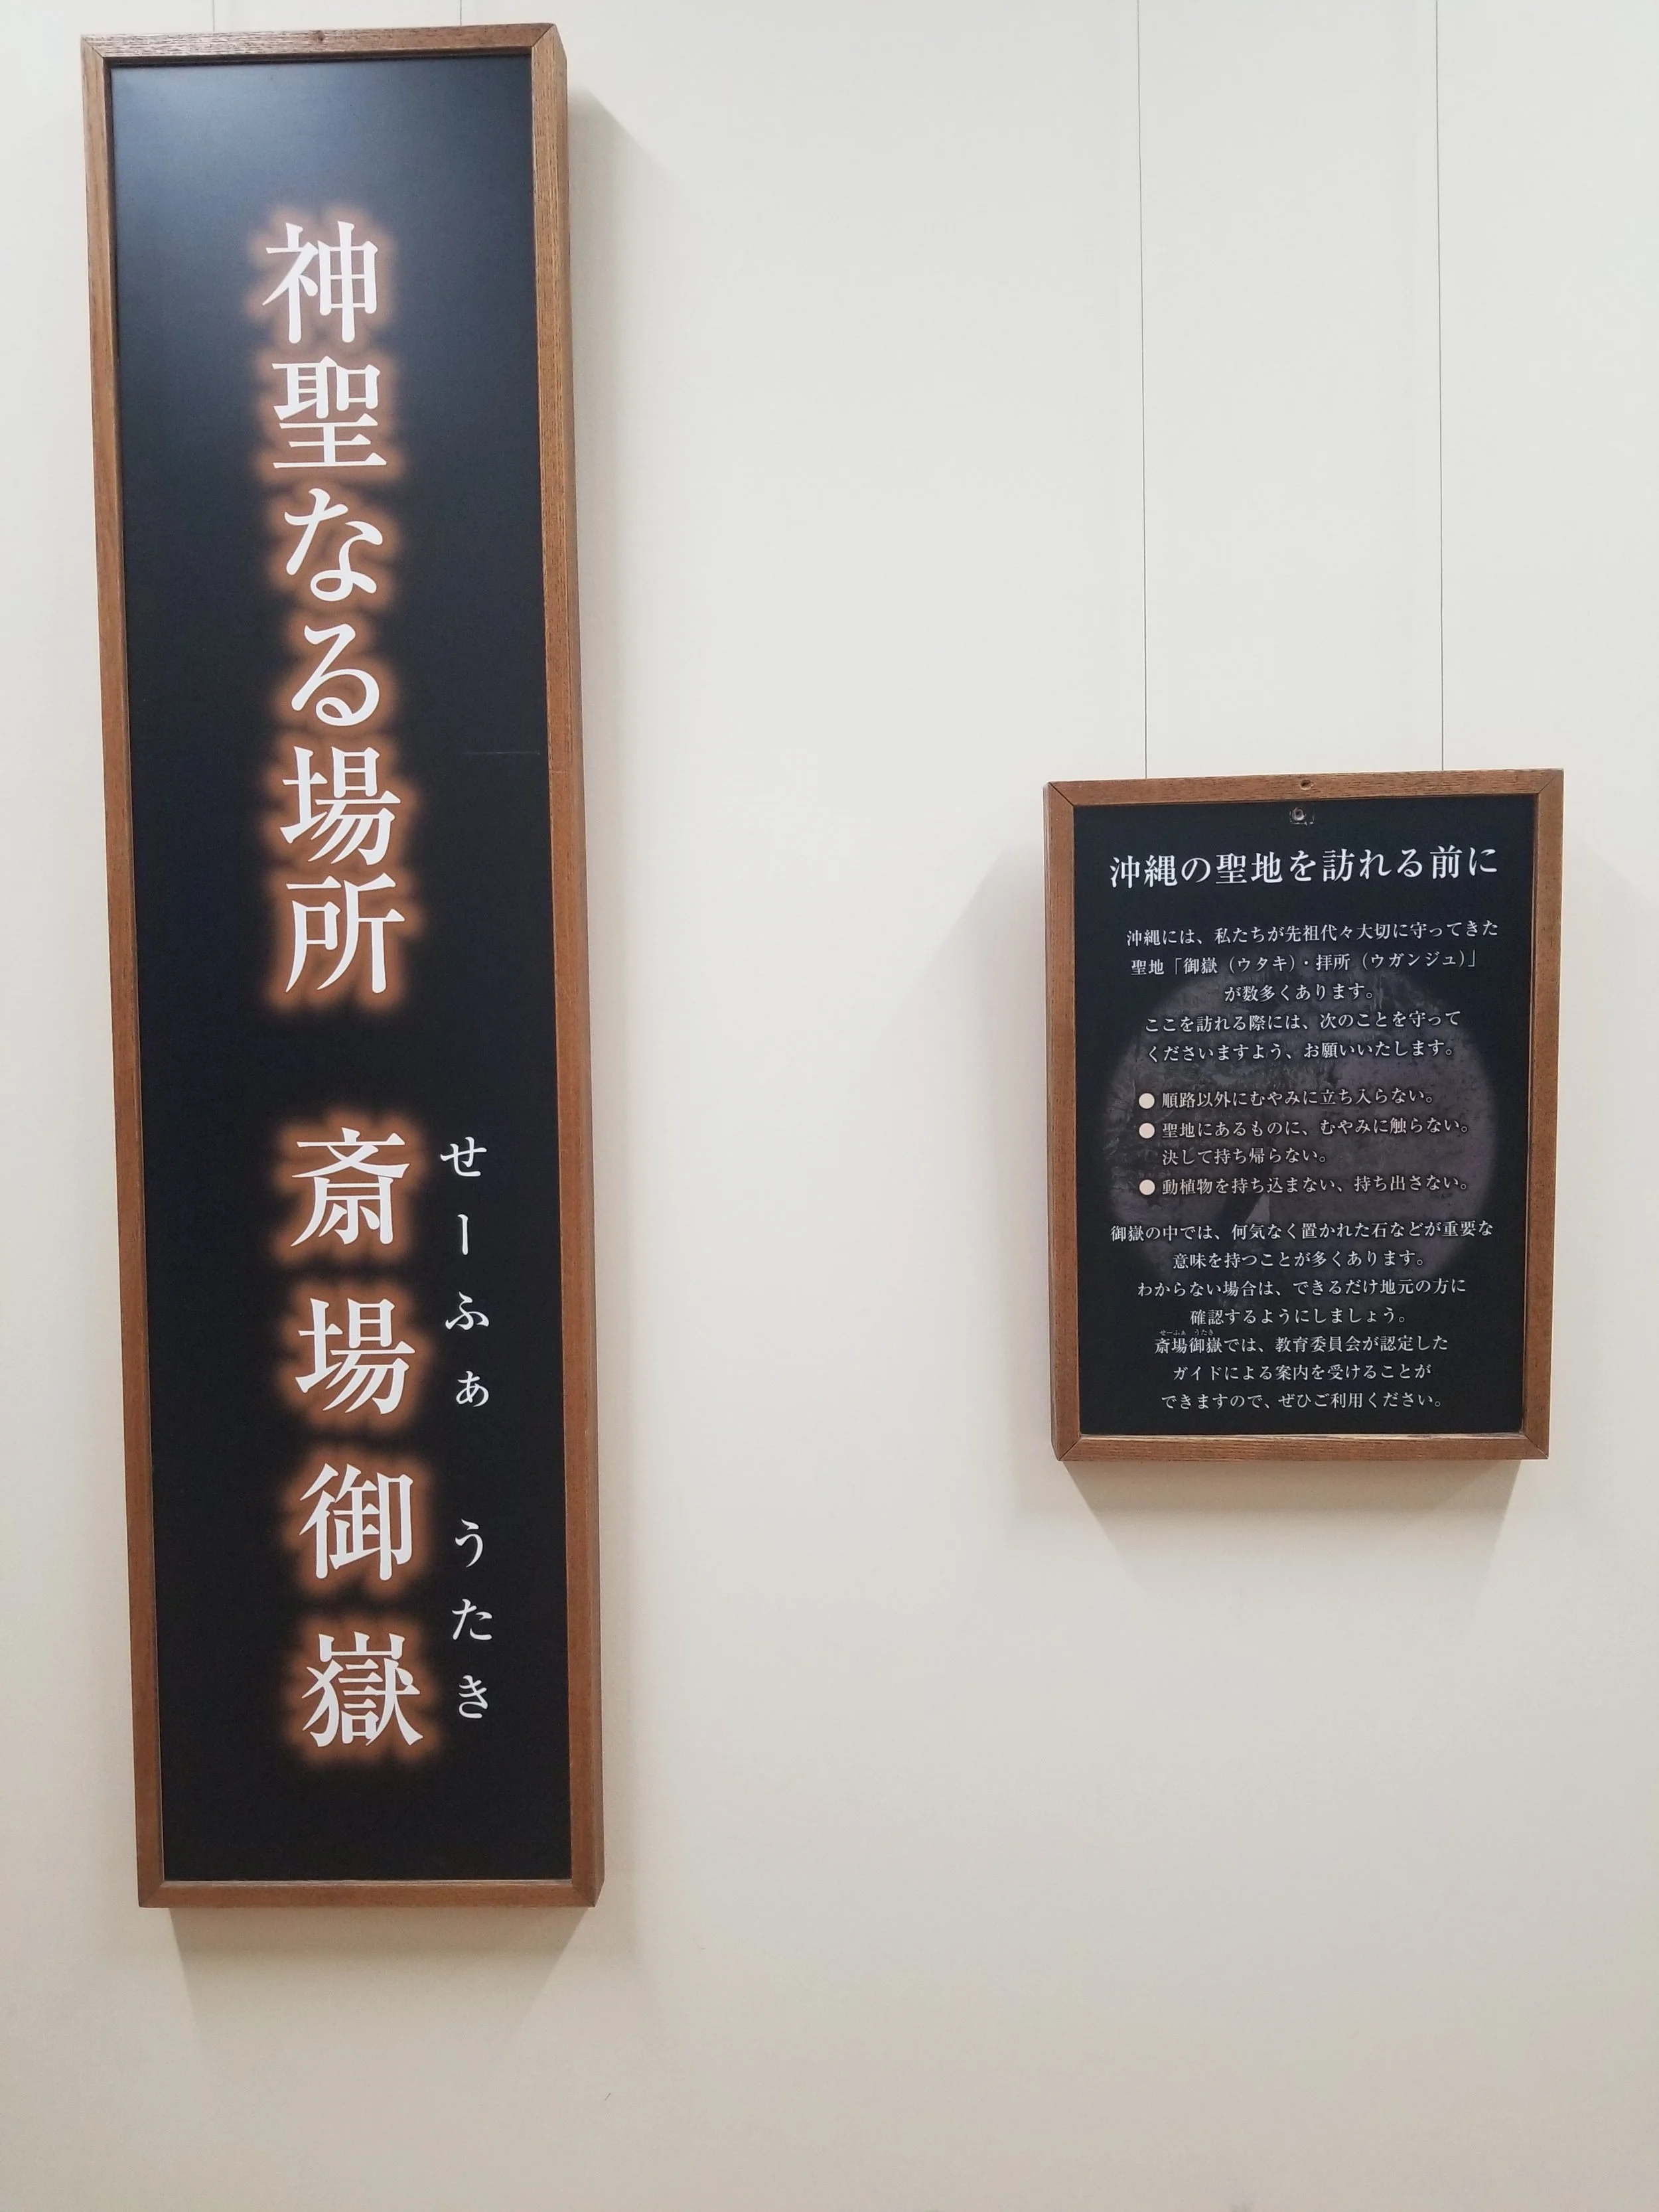 神聖なる場所 斎場御嶽
せーふぁ うたき
沖縄の聖地を訪れる前に
沖縄には、私たちが先祖代々大切に守ってきた
聖地「御嶽（ウタキ）・拝所（ウガンジュ）」
が数多くあります。
ここを訪れる際には、次のことを守って
くださいますよう、お願いいたします。
● 順路以外にむやみに立ち入らない。
● 聖地にあるものに、むやみに触らない。
決して持ち帰らない。
● 動植物を持ち込まない、持ち出さない。
御嶽の中では、何気なく置かれた石などが重要な
意味を持つことが多くあります。
わからない場合は、できるだけ地元の方に
確認するようにしましょう。
せーふぁ うたき
斎場御嶽では、教育委員会が認定した
ガイドによる案内を受けることが
できますので、ぜひご利用ください。